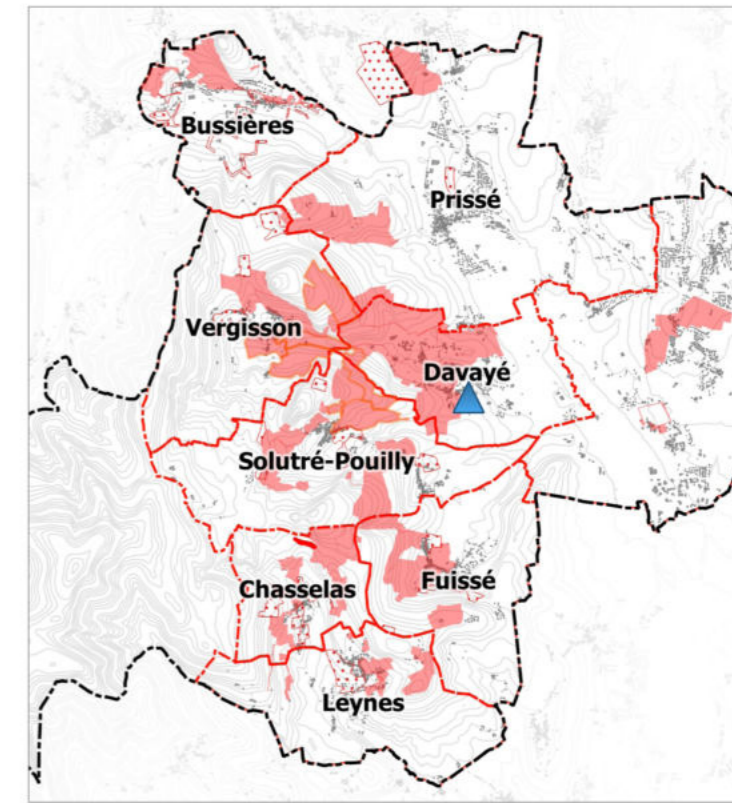 Bussières
Prissé
Vergisson
Davayé
Solutré-Pouilly
Chasselas
Fuissé
Leynes